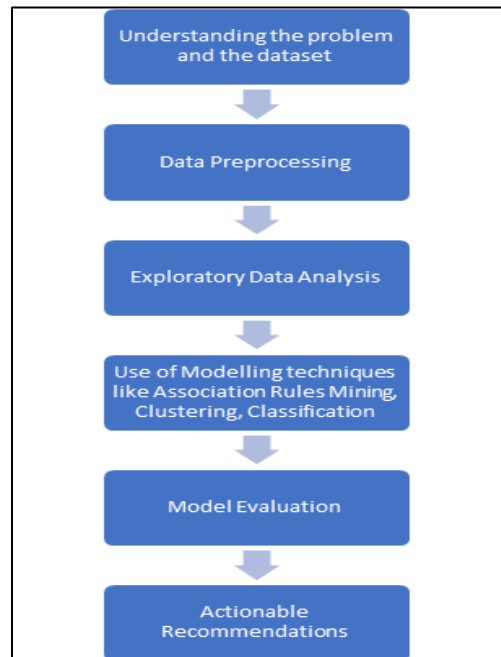 Understanding the problem
and the dataset
Data Preprocessing
Exploratory Data Analysis
Use of Modelling techniques
like Association Rules Mining,
Clustering, Classification
Model Evaluation
Actionable
Recommendations